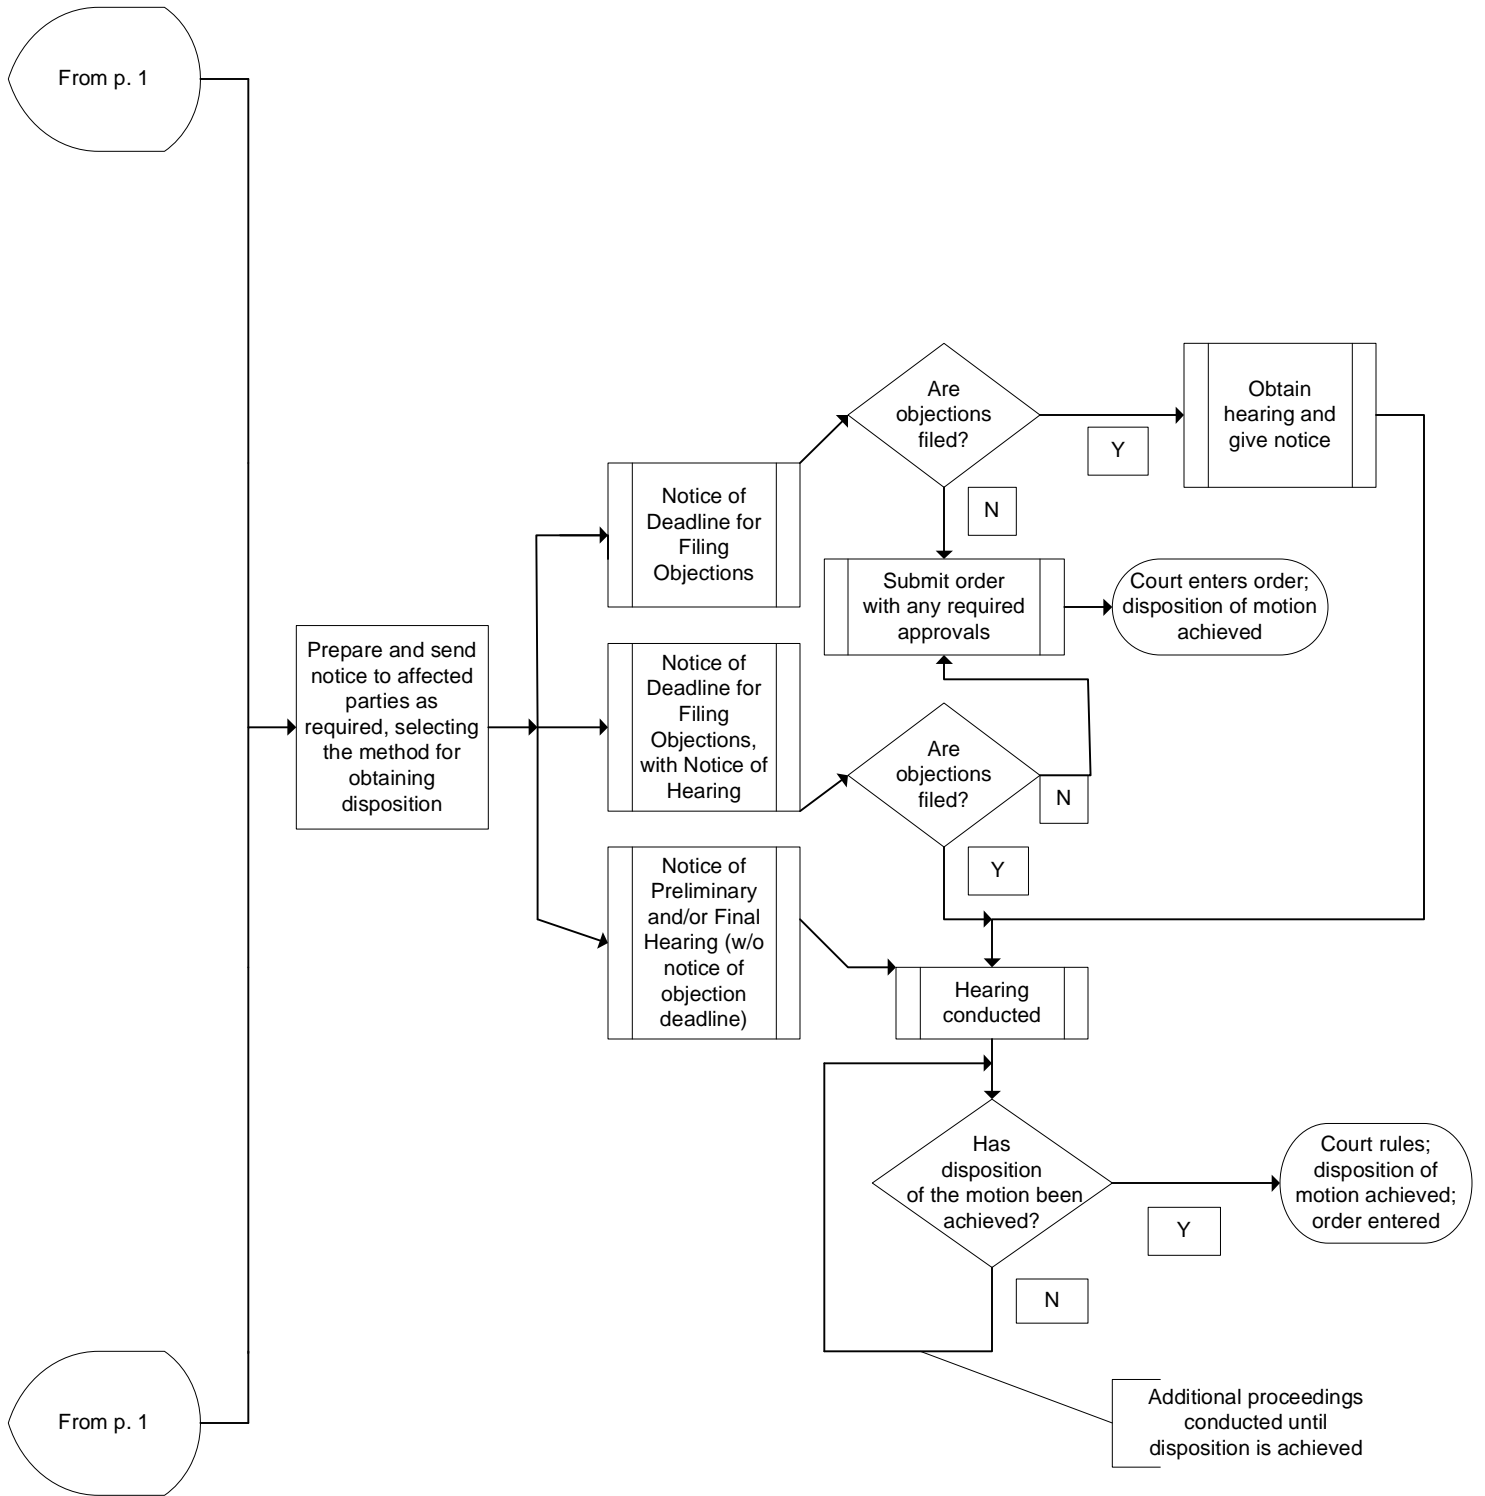 From p. 1
Are
objections
filed?
Y
N
Obtain
hearing and
give notice
Notice of
Deadline for
Filing
Objections
Submit order
with any required
approvals
Court enters order;
disposition of motion
achieved
Prepare and send
notice to affected
parties as
required, selecting
the method for
obtaining
disposition
Notice of
Deadline for
Filing
Objections,
with Notice of
Hearing
Are
objections
filed?
N
Y
Notice of
Preliminary
and/or Final
Hearing (w/o
notice of
objection
deadline)
Hearing
conducted
Has
disposition
of the motion been
achieved?
Y
N
Court rules;
disposition of
motion achieved;
order entered
Additional proceedings
conducted until
disposition is achieved
From p. 1